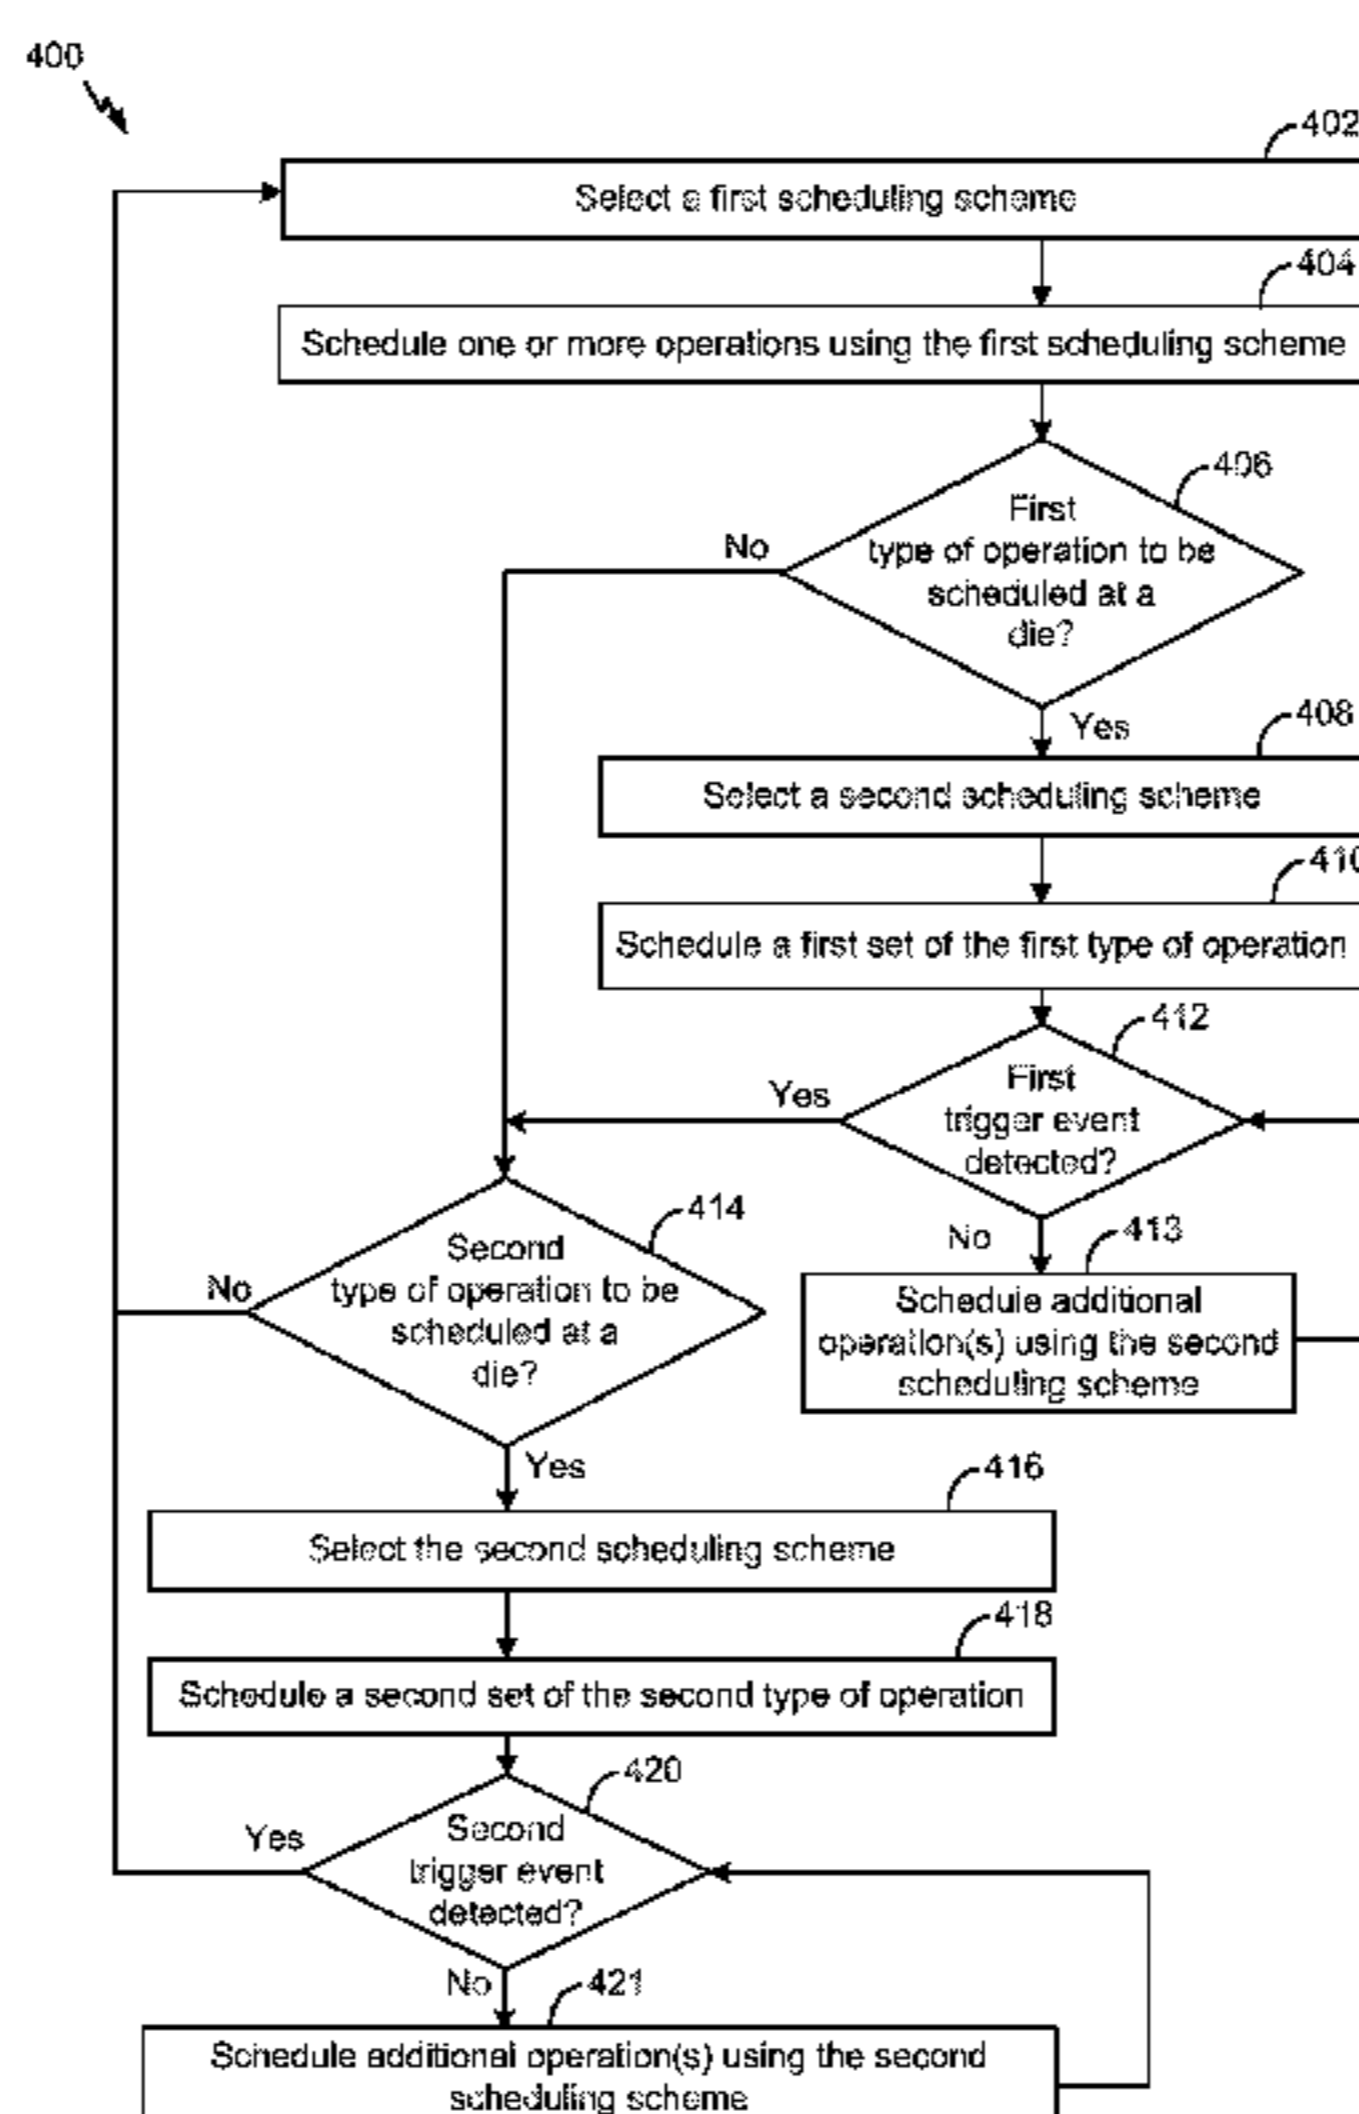 400
402
Select a first scheduling scheme
404
Schedule one or more operations using the first scheduling scheme
406
First
type of operation to be
scheduled at a
die?
No
Yes
408
Select a second scheduling scheme
410
Schedule a first set of the first type of operation
412
First
trigger event
detected?
Yes
No
413
Schedule additional
operation(s) using the second
scheduling scheme
414
Second
type of operation to be
scheduled at a
die?
No
Yes
416
Select the second scheduling scheme
418
Schedule a second set of the second type of operation
420
Second
trigger event
detected?
Yes
No
421
Schedule additional operation(s) using the second
scheduling scheme